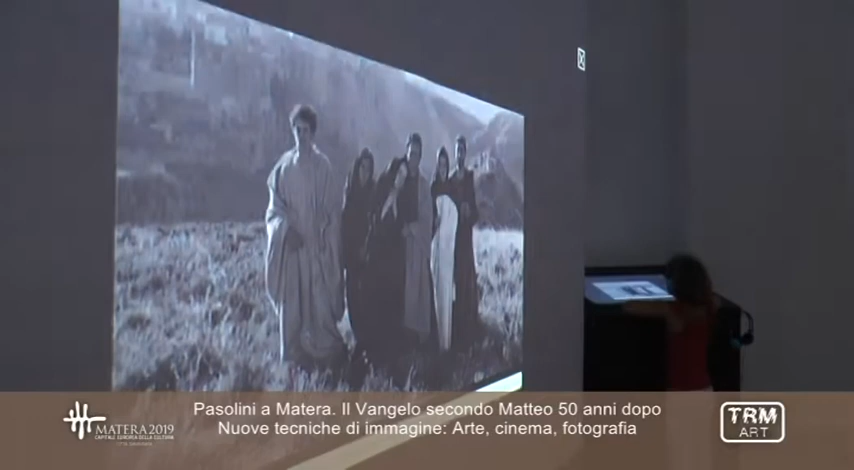 Pasolini a Matera. Il Vangelo secondo Matteo 50 anni dopo
Nuove tecniche di immagine: Arte, cinema, fotografia
MATERA 2019
CAPITALE EUROPEA DELLA CULTURA
TRM
ART